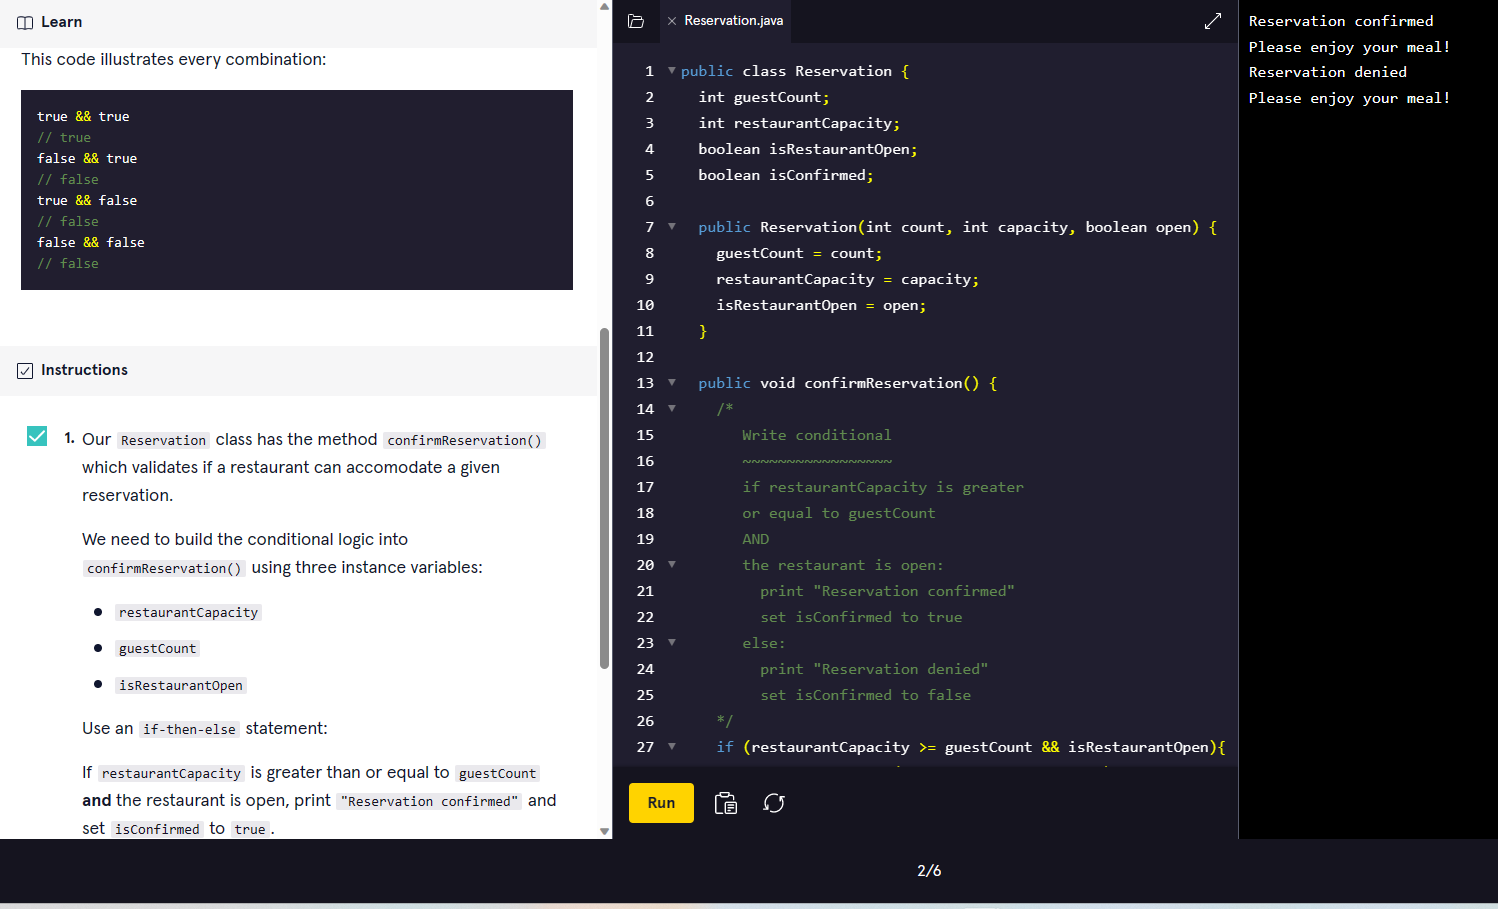 Learn
This code illustrates every combination:
true && true
// true
false && true
// false
true && false
// false
false && false
// false
Instructions
1. Our Reservation class has the method confirmReservation()
which validates if a restaurant can accomodate a given
reservation.
We need to build the conditional logic into
confirmReservation() using three instance variables:
restaurantCapacity
guestCount
isRestaurantOpen
Use an if-then-else statement:
If restaurantCapacity is greater than or equal to guestCount
and the restaurant is open, print "Reservation confirmed" and
set isConfirmed to true.
Reservation.java
1 public class Reservation {
2 int guestCount;
3 int restaurantCapacity;
4 boolean isRestaurantOpen;
5 boolean isConfirmed;
6
7 public Reservation(int count, int capacity, boolean open) {
8 guestCount = count;
9 restaurantCapacity = capacity;
10 isRestaurantOpen = open;
11 }
12
13 public void confirmReservation() {
14 /*
15 Write conditional
16 ~~~~~~~~~~~~~~~~~
17 if restaurantCapacity is greater
18 or equal to guestCount
19 AND
20 the restaurant is open:
21 print "Reservation confirmed"
22 set isConfirmed to true
23 else:
24 print "Reservation denied"
25 set isConfirmed to false
26 */
27 if (restaurantCapacity >= guestCount && isRestaurantOpen){
Run
Reservation confirmed
Please enjoy your meal!
Reservation denied
Please enjoy your meal!
2/6